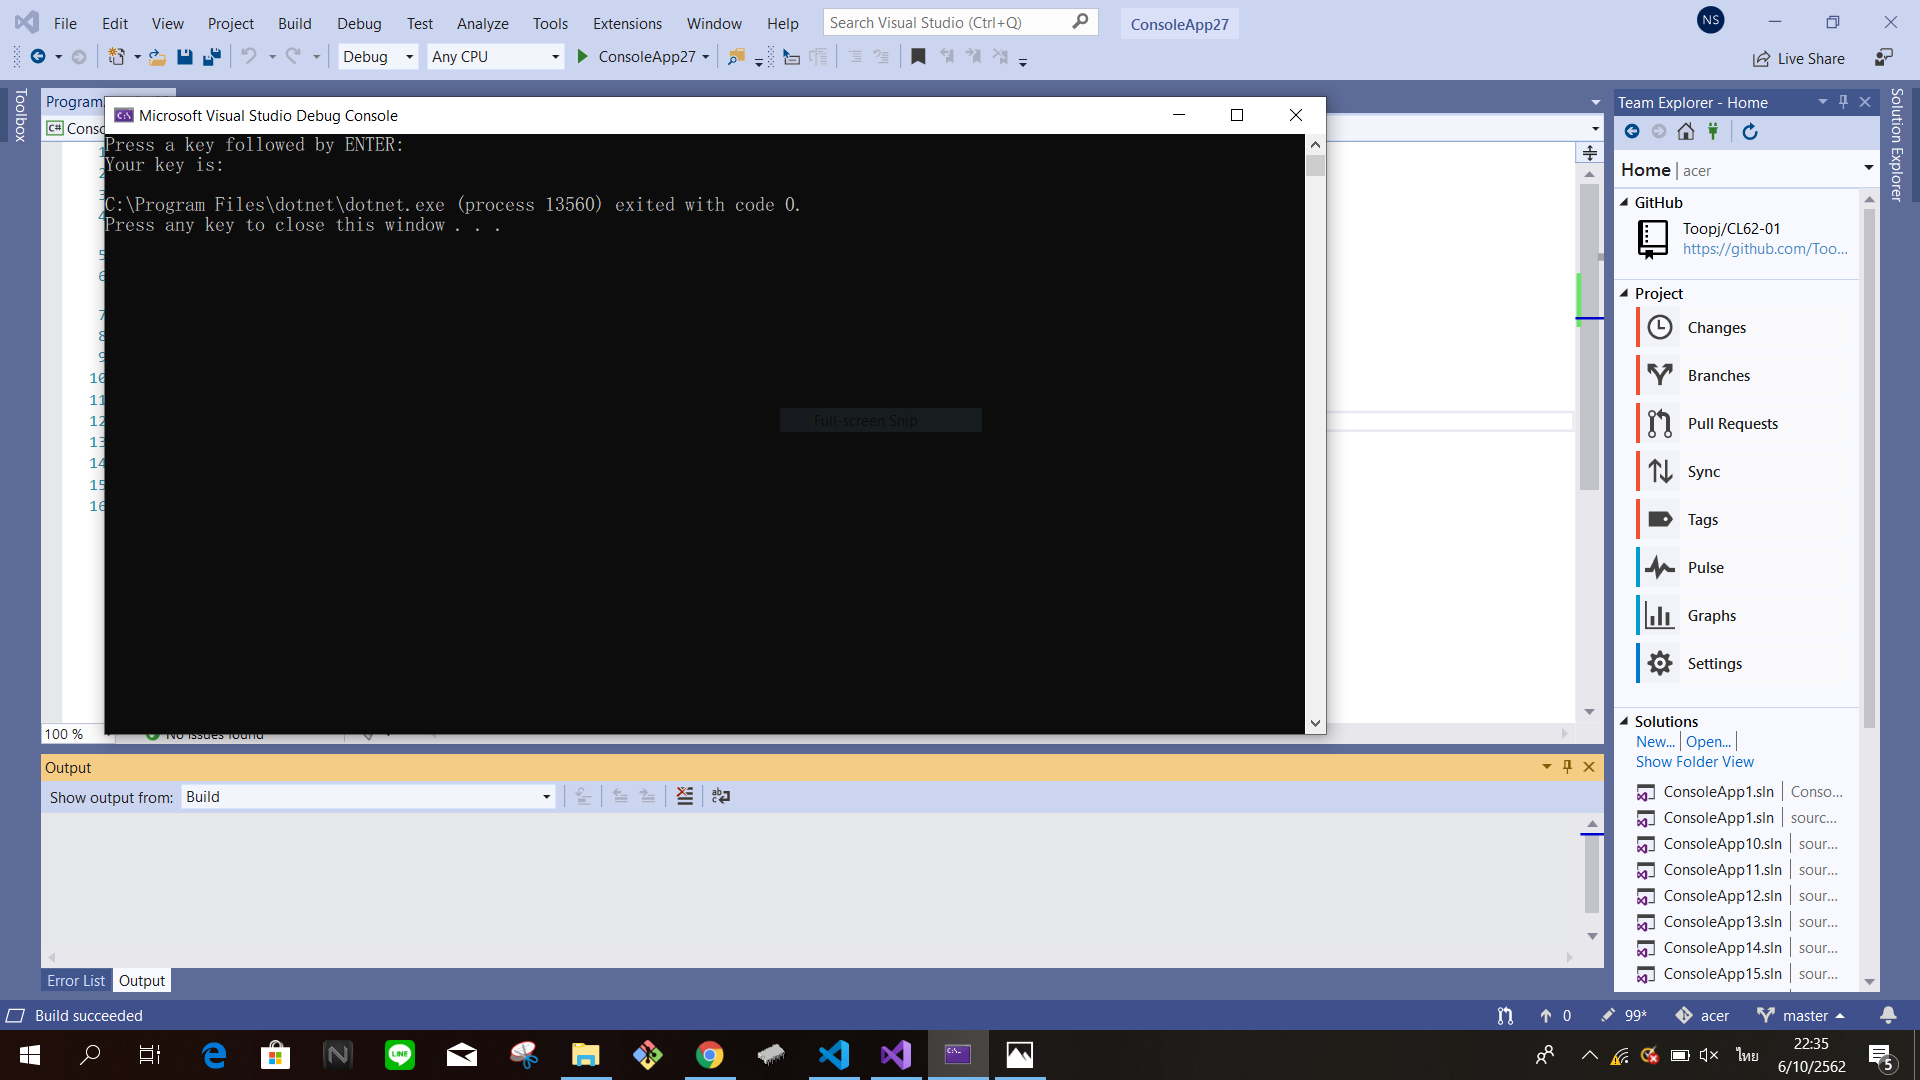 File Edit View Project Build Debug Test Analyze Tools Extensions Window Help Search Visual Studio (Ctrl+Q) ConsoleApp27 NS
Debug Any CPU ConsoleApp27 Live Share
Toolbox
Program.
C# Conso
Microsoft Visual Studio Debug Console
Press a key followed by ENTER:
Your key is:
C:\Program Files\dotnet\dotnet.exe (process 13560) exited with code 0.
Press any key to close this window . . .
Full-screen Snip
5
6
7
8
9
10
11
12
13
14
15
16
100 %
No issues found
Output
Show output from: Build
Error List Output
Team Explorer - Home
Home | acer
GitHub
Toopj/CL62-01
https://github.com/Too...
Project
Changes
Branches
Pull Requests
Sync
Tags
Pulse
Graphs
Settings
Solutions
New... Open...
Show Folder View
ConsoleApp1.sln Conso...
ConsoleApp1.sln sourc...
ConsoleApp10.sln sour...
ConsoleApp11.sln sour...
ConsoleApp12.sln sour...
ConsoleApp13.sln sour...
ConsoleApp14.sln sour...
ConsoleApp15.sln sour...
Solution Explorer
Build succeeded 0 99* acer master
LINE
ไทย
22:35
6/10/2562
5